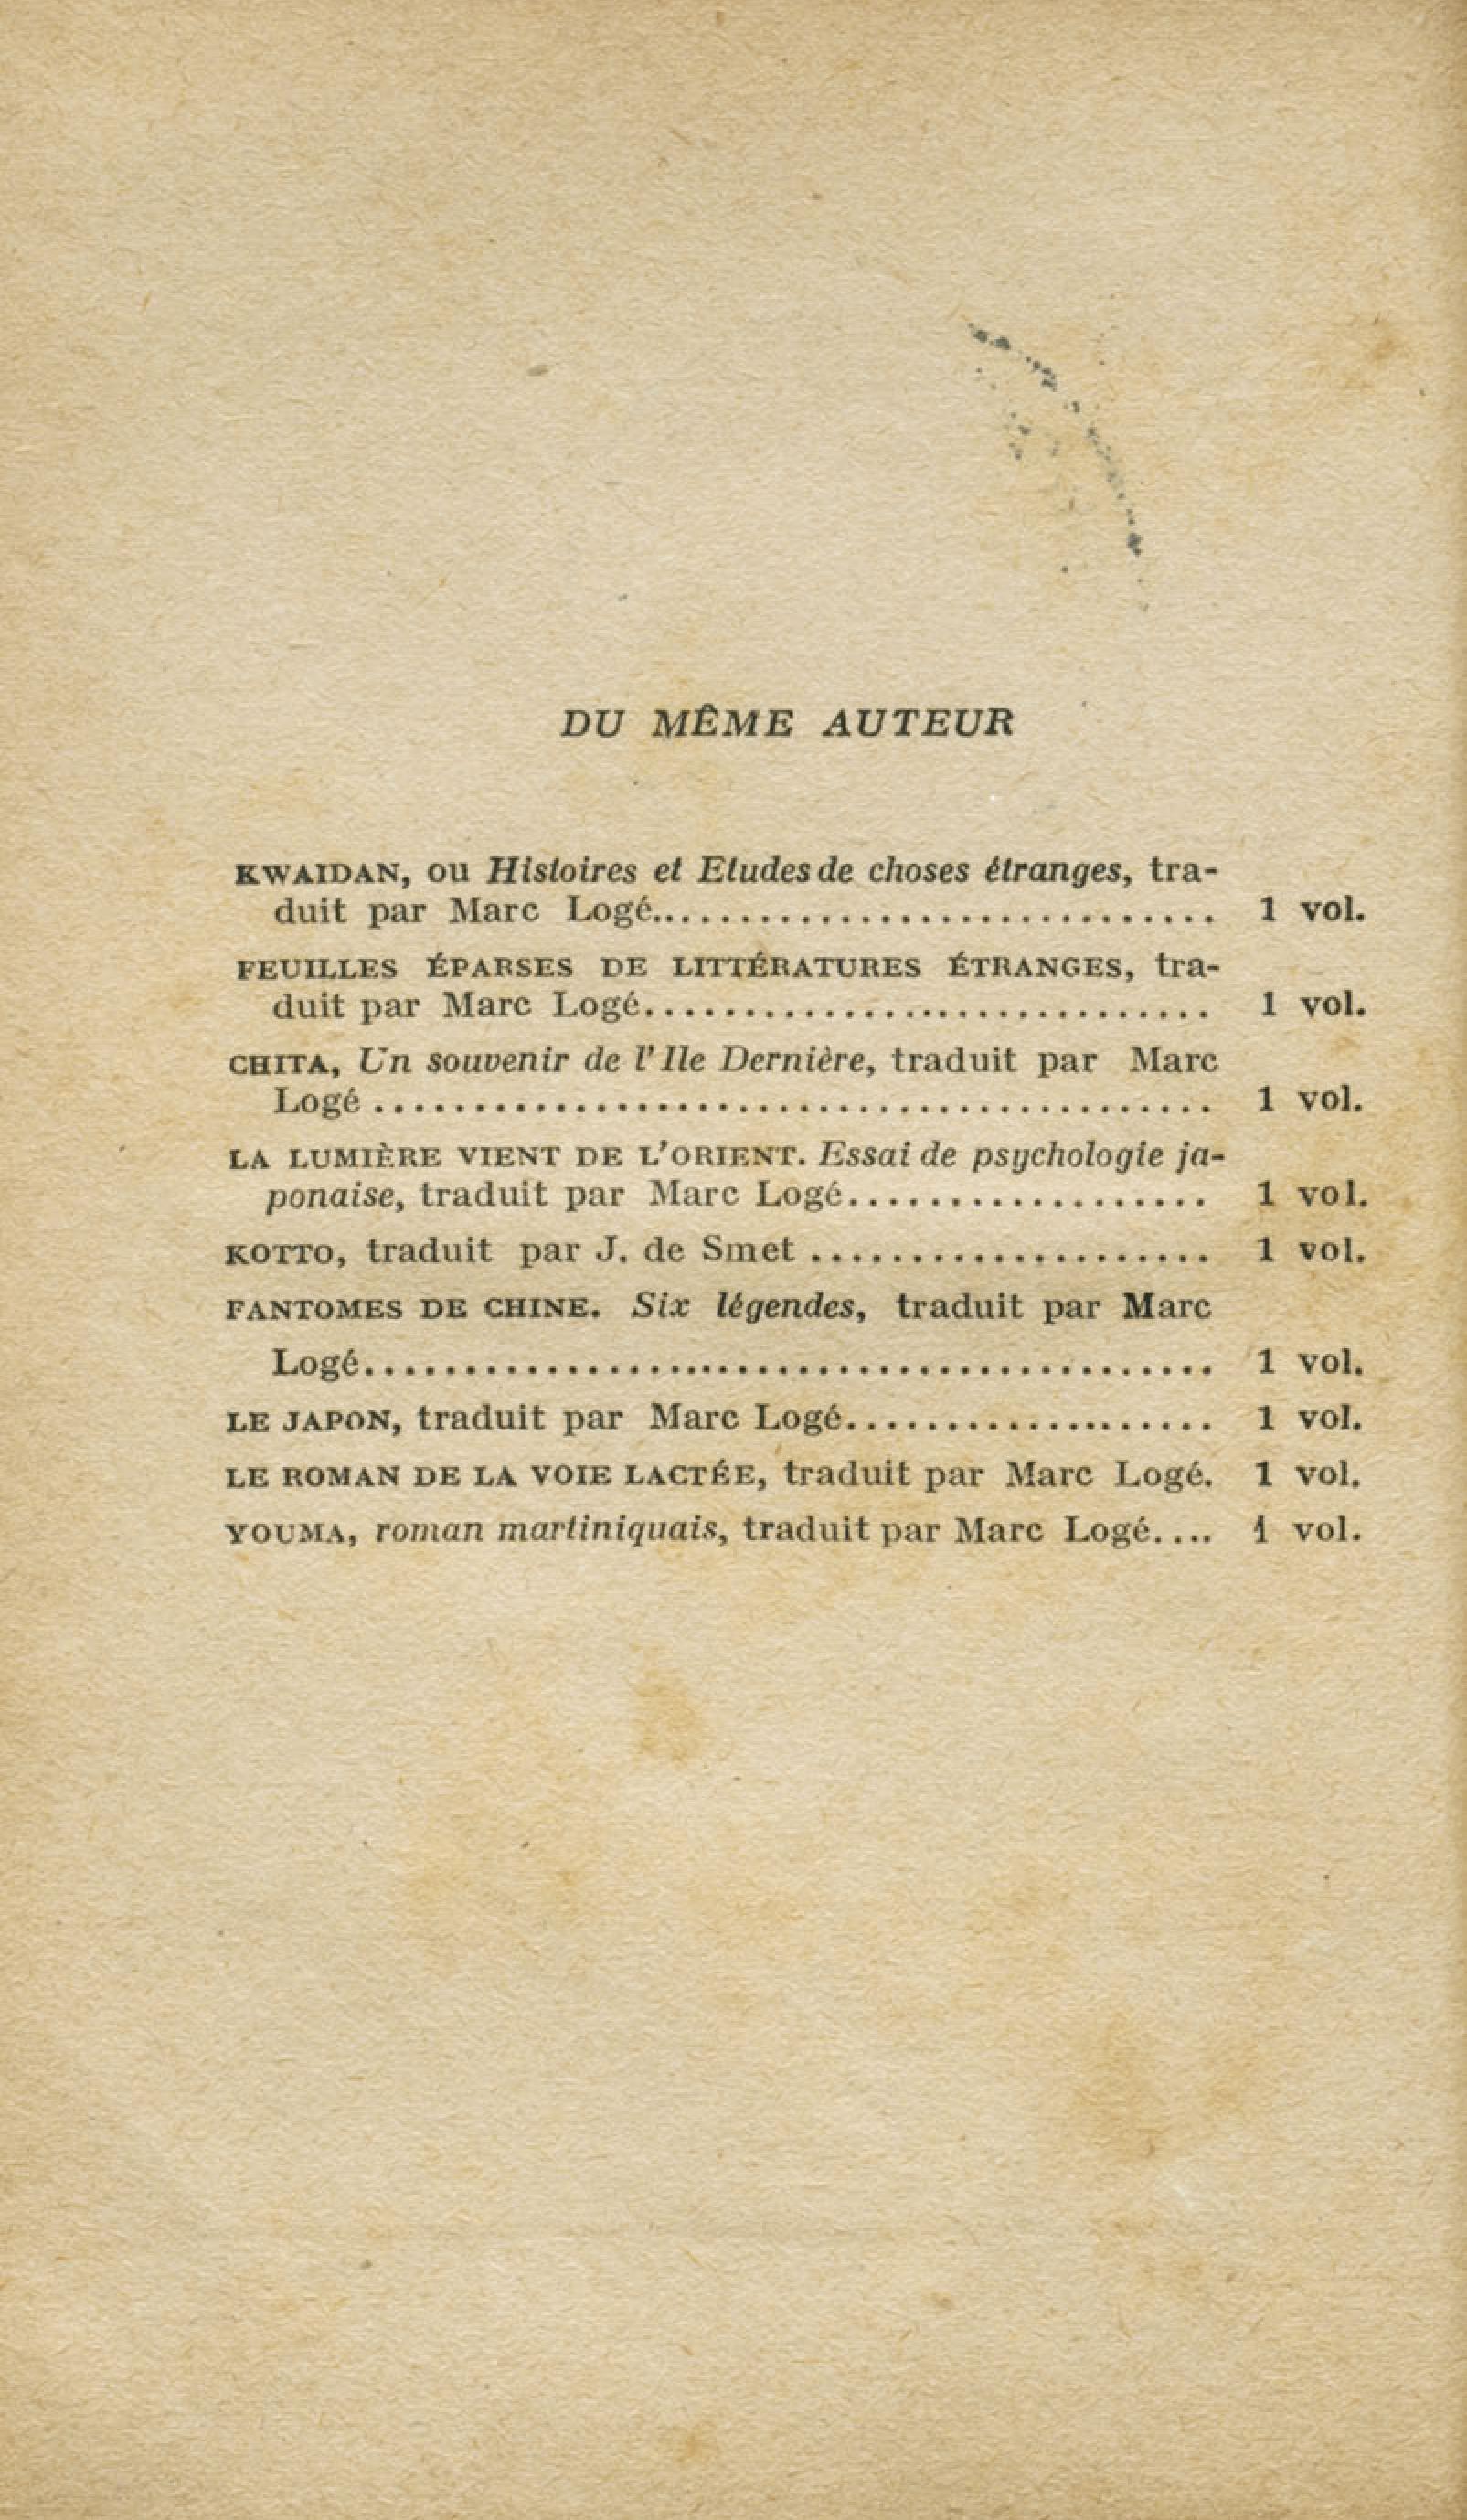 DU MÊME AUTEUR
KWAIDAN, ou Histoires et Etudes de choses étranges, tra-
duit par Marc Logé.............................. 1 vol.
FEUILLES ÉPARSES DE LITTÉRATURES ÉTRANGES, tra-
duit par Marc Logé.............................. 1 vol.
CHITA, Un souvenir de l'Ile Dernière, traduit par Marc
Logé .......................................... 1 vol.
LA LUMIÈRE VIENT DE L'ORIENT. Essai de psychologie ja-
ponaise, traduit par Marc Logé.................. 1 vol.
KOTTO, traduit par J. de Smet .................... 1 vol.
FANTOMES DE CHINE. Six légendes, traduit par Marc
Logé........................................... 1 vol.
LE JAPON, traduit par Marc Logé................... 1 vol.
LE ROMAN DE LA VOIE LACTÉE, traduit par Marc Logé. 1 vol.
YOUMA, roman martiniquais, traduit par Marc Logé.... 1 vol.